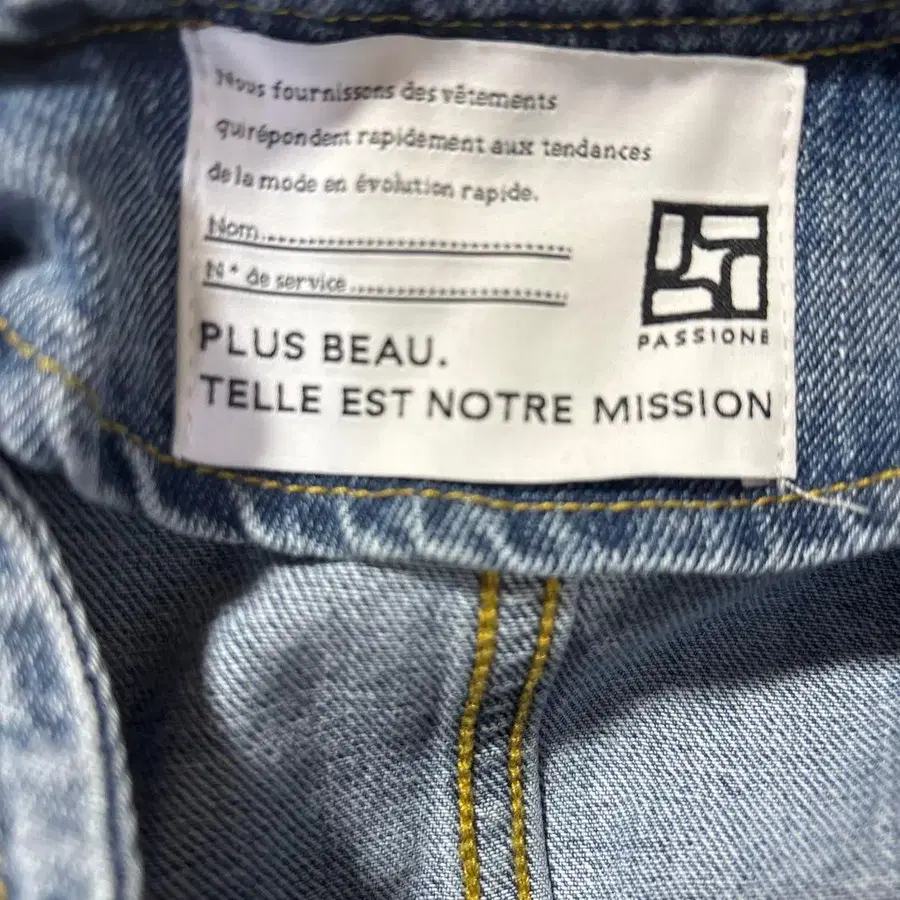 Nous fournissons des vêtements
qui répondent rapidement aux tendances
de la mode en évolution rapide.
Nom
N° de service
PASSIONE
PLUS BEAU.
TELLE EST NOTRE MISSION